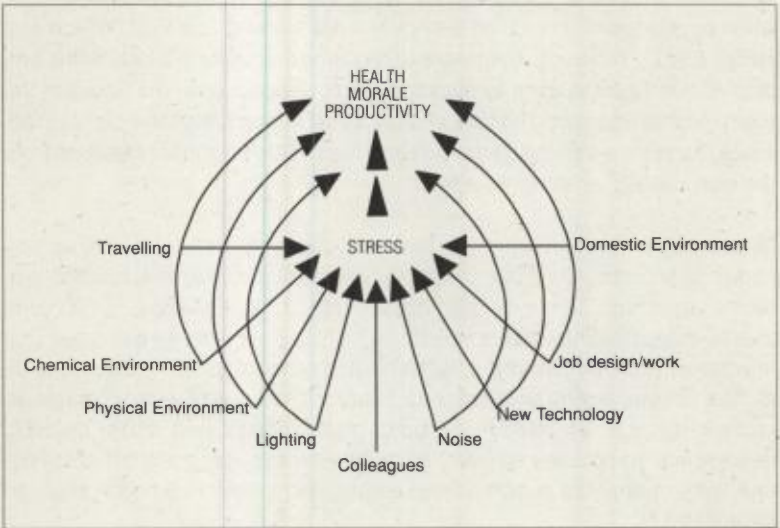 HEALTH
MORALE
PRODUCTIVITY
STRESS
Travelling
Domestic Environment
Chemical Environment
Job design/work
Physical Environment
New Technology
Lighting
Noise
Colleagues